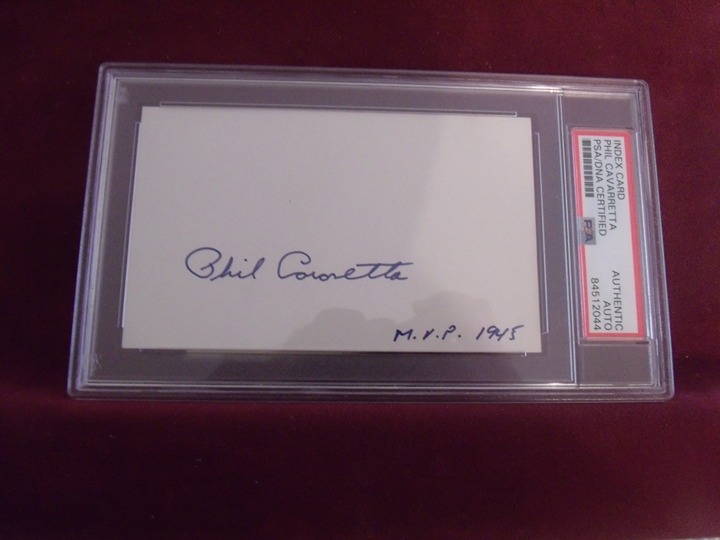 Phil Cavarretta
M.V.P. 1945
INDEX CARD
PHIL CAVARRETTA
PSA/DNA CERTIFIED
PSA
AUTHENTIC
AUTO
84512044